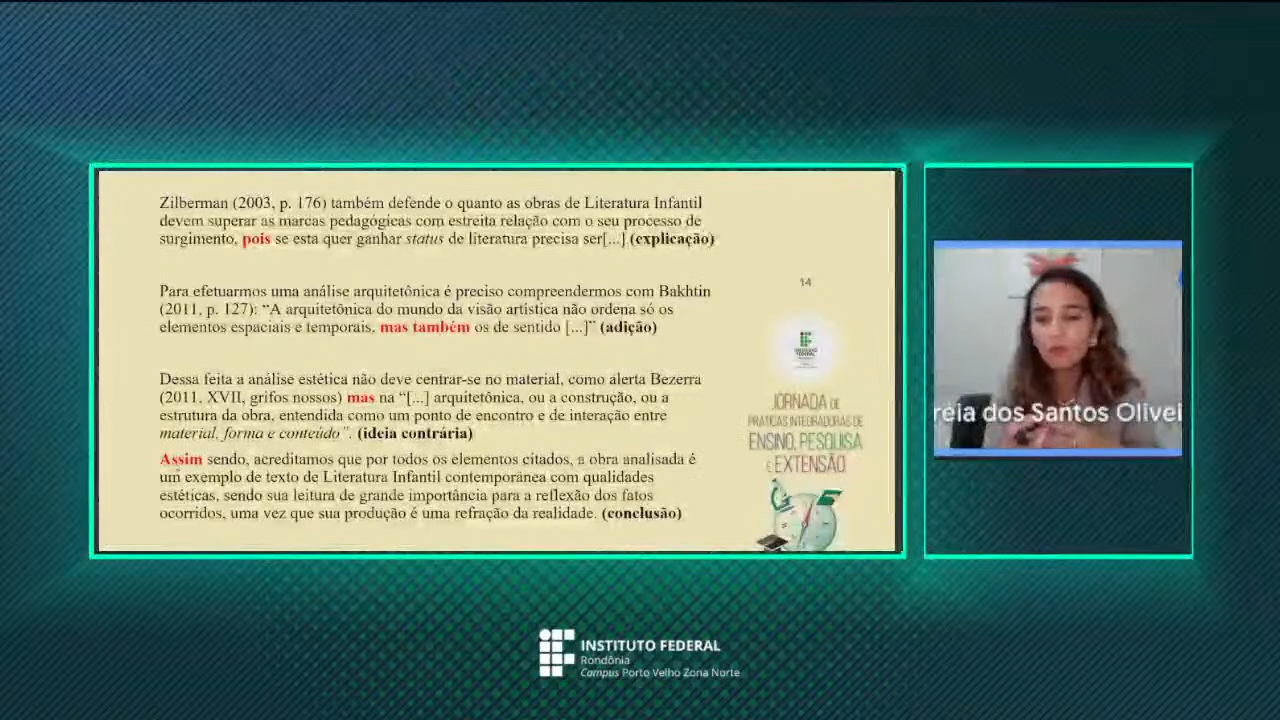 Zilberman (2003, p. 176) também defende o quanto as obras de Literatura Infantil
devem superar as marcas pedagógicas com estreita relação com o seu processo de
surgimento, pois se esta quer ganhar status de literatura precisa ser[...] (explicação)
Para efetuarmos uma análise arquitetônica é preciso compreendermos com Bakhtin
(2011, p. 127): “A arquitetônica do mundo da visão artística não ordena só os
elementos espaciais e temporais, mas também os de sentido [...]” (adição)
Dessa feita a análise estética não deve centrar-se no material, como alerta Bezerra
(2011, XVII, grifos nossos) mas na “[...] arquitetônica, ou a construção, ou a
estrutura da obra, entendida como um ponto de encontro e de interação entre
material, forma e conteúdo”. (ideia contrária)
Assim sendo, acreditamos que por todos os elementos citados, a obra analisada é
um exemplo de texto de Literatura Infantil contemporânea com qualidades
estéticas, sendo sua leitura de grande importância para a reflexão dos fatos
ocorridos, uma vez que sua produção é uma refração da realidade. (conclusão)
14
INSTITUTO
FEDERAL
JORNADA DE
PRÁTICAS INTEGRADORAS DE
ENSINO, PESQUISA
E EXTENSÃO
réia dos Santos Olivei
INSTITUTO FEDERAL
Rondônia
Campus Porto Velho Zona Norte